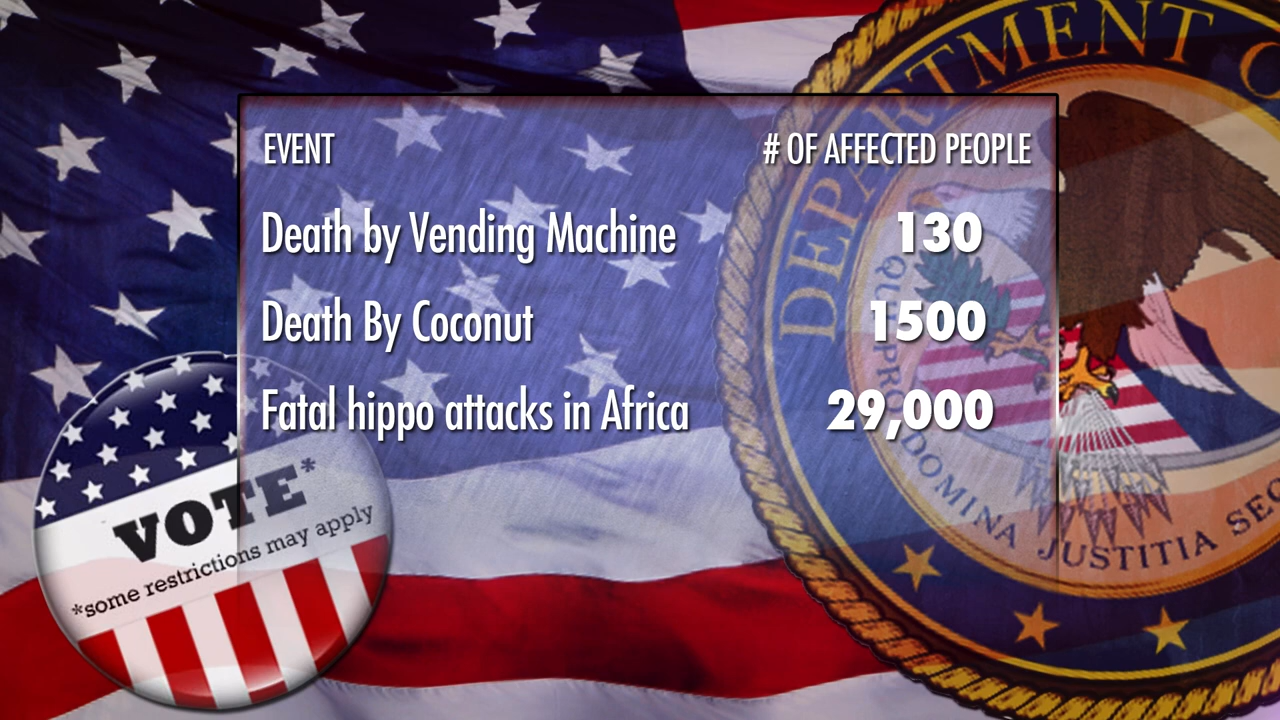 DEPARTMENT O
EVENT # OF AFFECTED PEOPLE
Death by Vending Machine 130
Death By Coconut 1500
Fatal hippo attacks in Africa 29,000
VOTE*
*some restrictions may apply
QUI PRO DOMINA JUSTITIA SEQ